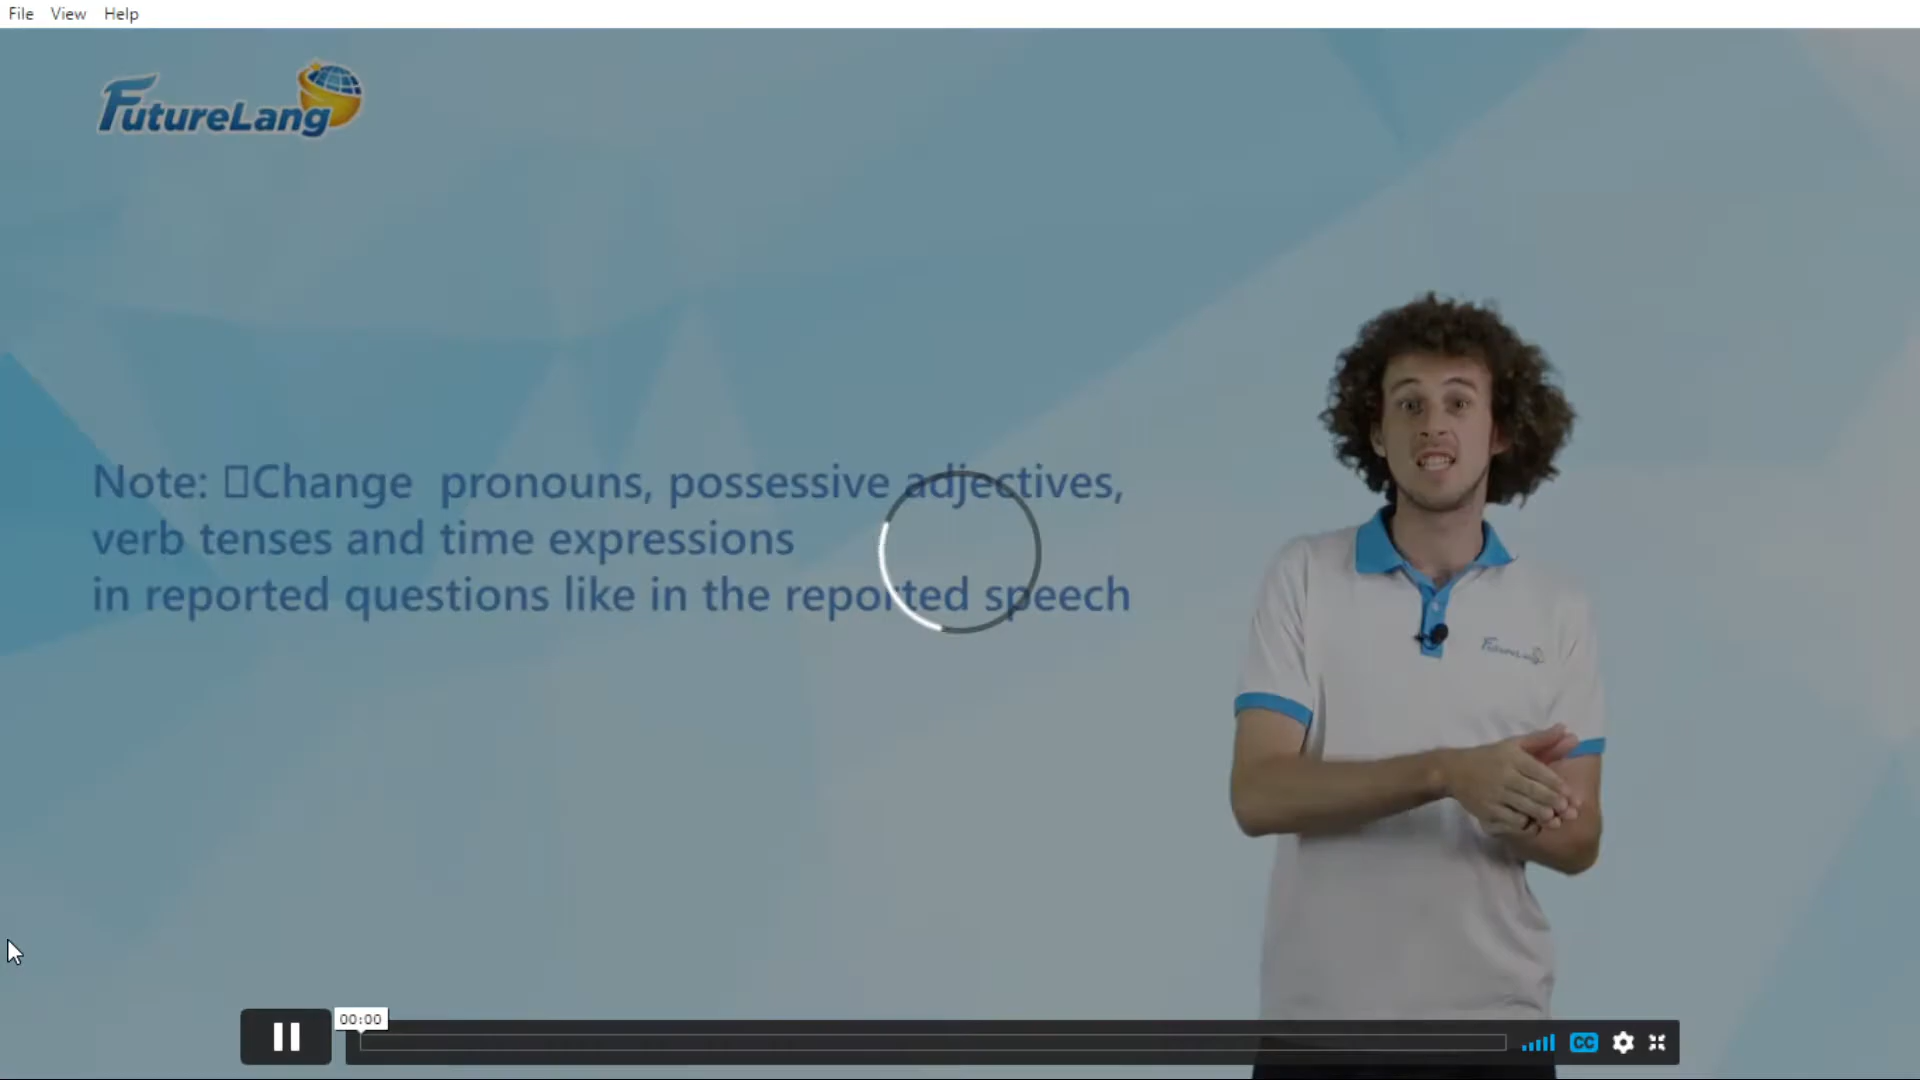 File View Help
FutureLang
Note: Change pronouns, possessive adjectives,
verb tenses and time expressions
in reported questions like in the reported speech
FutureLang
00:00
CC